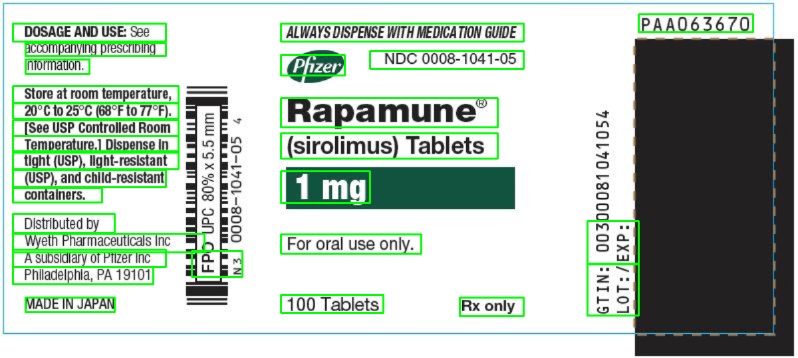 DOSAGE AND USE: See
accompanying prescribing
information.
Store at room temperature,
20°C to 25°C (68°F to 77°F).
[See USP Controlled Room
Temperature.] Dispense in
tight (USP), light-resistant
(USP), and child-resistant
containers.
Distributed by
Wyeth Pharmaceuticals Inc
A subsidiary of Pfizer Inc
Philadelphia, PA 19101
MADE IN JAPAN
FPO UPC 80% x 5.5 mm
N3 0008-1041-05 4
ALWAYS DISPENSE WITH MEDICATION GUIDE
Pfizer
NDC 0008-1041-05
Rapamune®
(sirolimus) Tablets
1 mg
For oral use only.
100 Tablets
Rx only
GTIN: 00300081041054
LOT:/EXP:
PAA063670